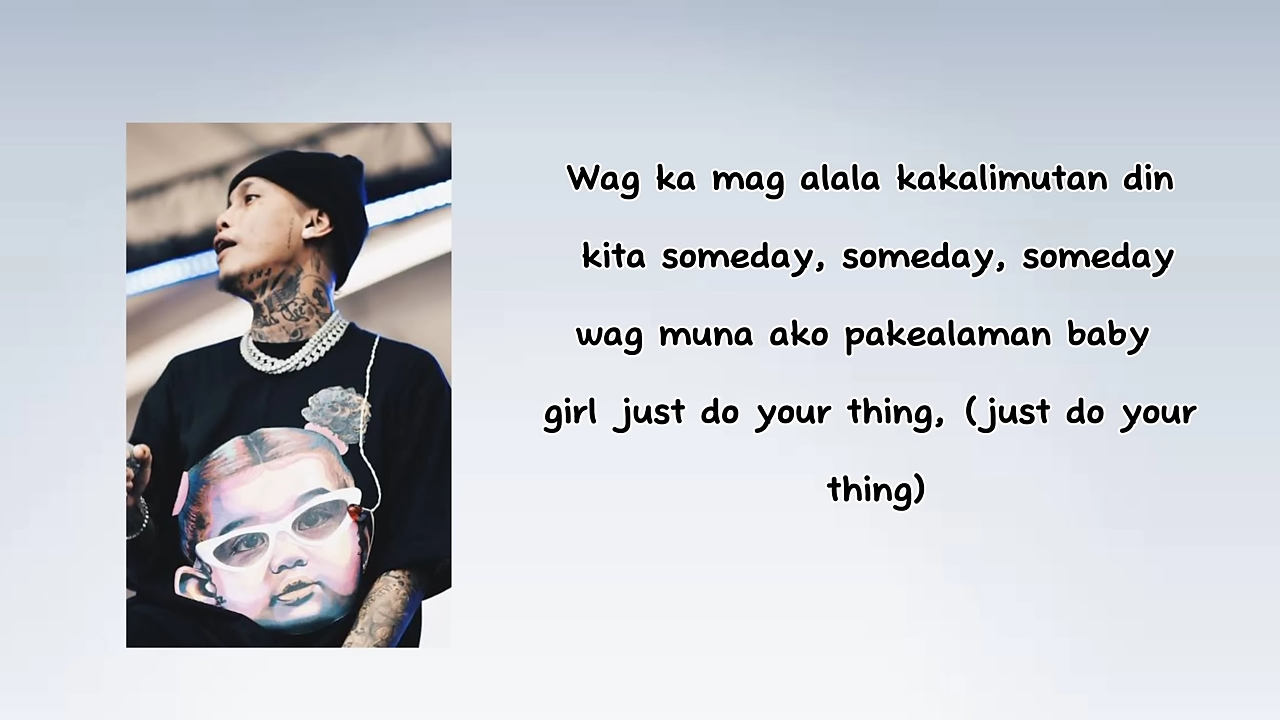 Wag ka mag alala kakalimutan din
kita someday, someday, someday
wag muna ako pakealaman baby
girl just do your thing, (just do your
thing)